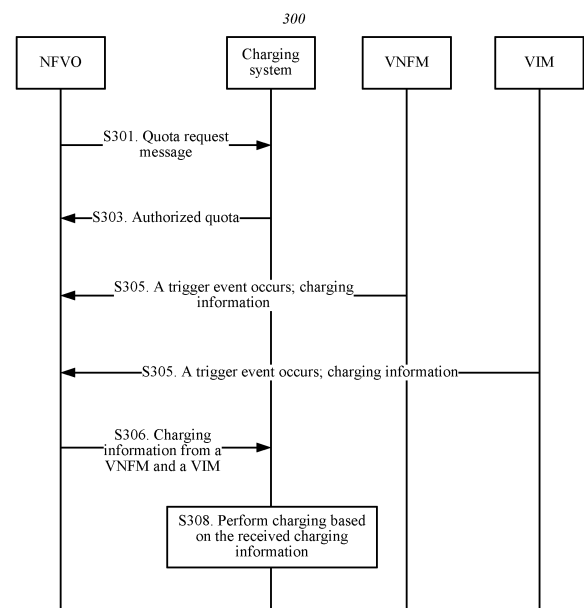 300
NFVO
Charging
system
VNFM
VIM
S301. Quota request
message
S303. Authorized quota
S305. A trigger event occurs; charging
information
S305. A trigger event occurs; charging information
S306. Charging
information from a
VNFM and a VIM
S308. Perform charging based
on the received charging
information